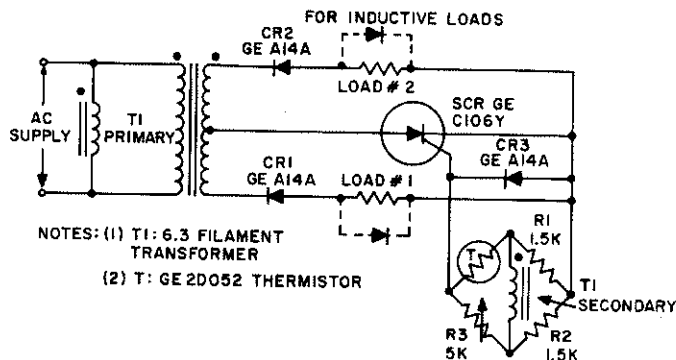 FOR INDUCTIVE LOADS
CR2
GE A14A
LOAD # 2
AC
SUPPLY
T1
PRIMARY
SCR GE
C106Y
CR3
GE A14A
CR1
GE A14A
LOAD # 1
NOTES: (1) T1: 6.3 FILAMENT
TRANSFORMER
(2) T: GE 2D052 THERMISTOR
R1
1.5K
T
T1
SECONDARY
R3
5K
R2
1.5K